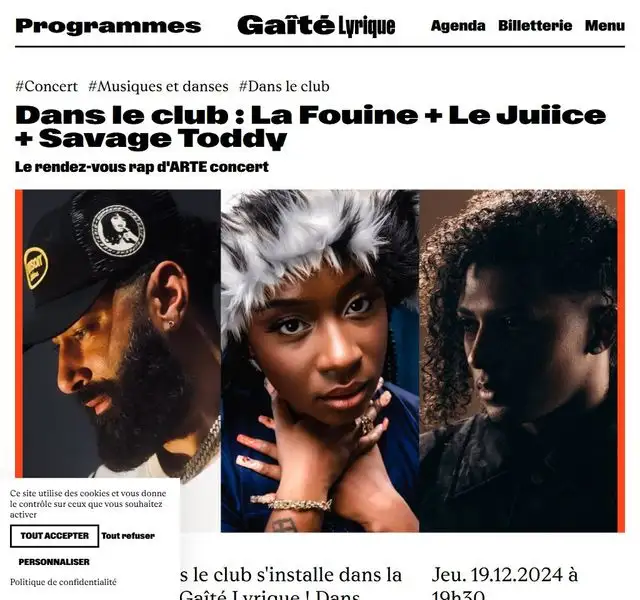 Programmes
Gaîté Lyrique
Agenda Billetterie Menu
#Concert #Musiques et danses #Dans le club
Dans le club : La Fouine + Le Juiice
+ Savage Toddy
Le rendez-vous rap d'ARTE concert
Ce site utilise des cookies et vous donne
le contrôle sur ceux que vous souhaitez
activer
TOUT ACCEPTER Tout refuser
PERSONNALISER
Politique de confidentialité
s le club s'installe dans la
Gaîté Lyrique ! Dans
Jeu. 19.12.2024 à
19h30